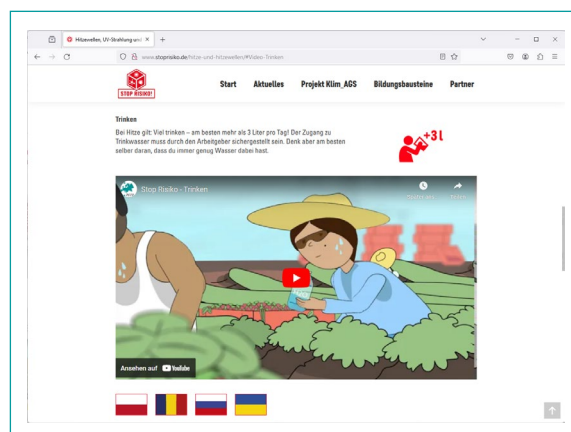 Hitzewellen, UV-Strahlung und
www.stoprisiko.de/hitze-und-hitzewellen/#Video-Trinken
STOP RISIKO!
Start Aktuelles Projekt Klim_AGS Bildungsbausteine Partner
Trinken
Bei Hitze gilt: Viel trinken – am besten mehr als 3 Liter pro Tag! Der Zugang zu
Trinkwasser muss durch den Arbeitgeber sichergestellt sein. Denk aber am besten
selber daran, dass du immer genug Wasser dabei hast.
+3l
Stop Risiko - Trinken
Ansehen auf YouTube